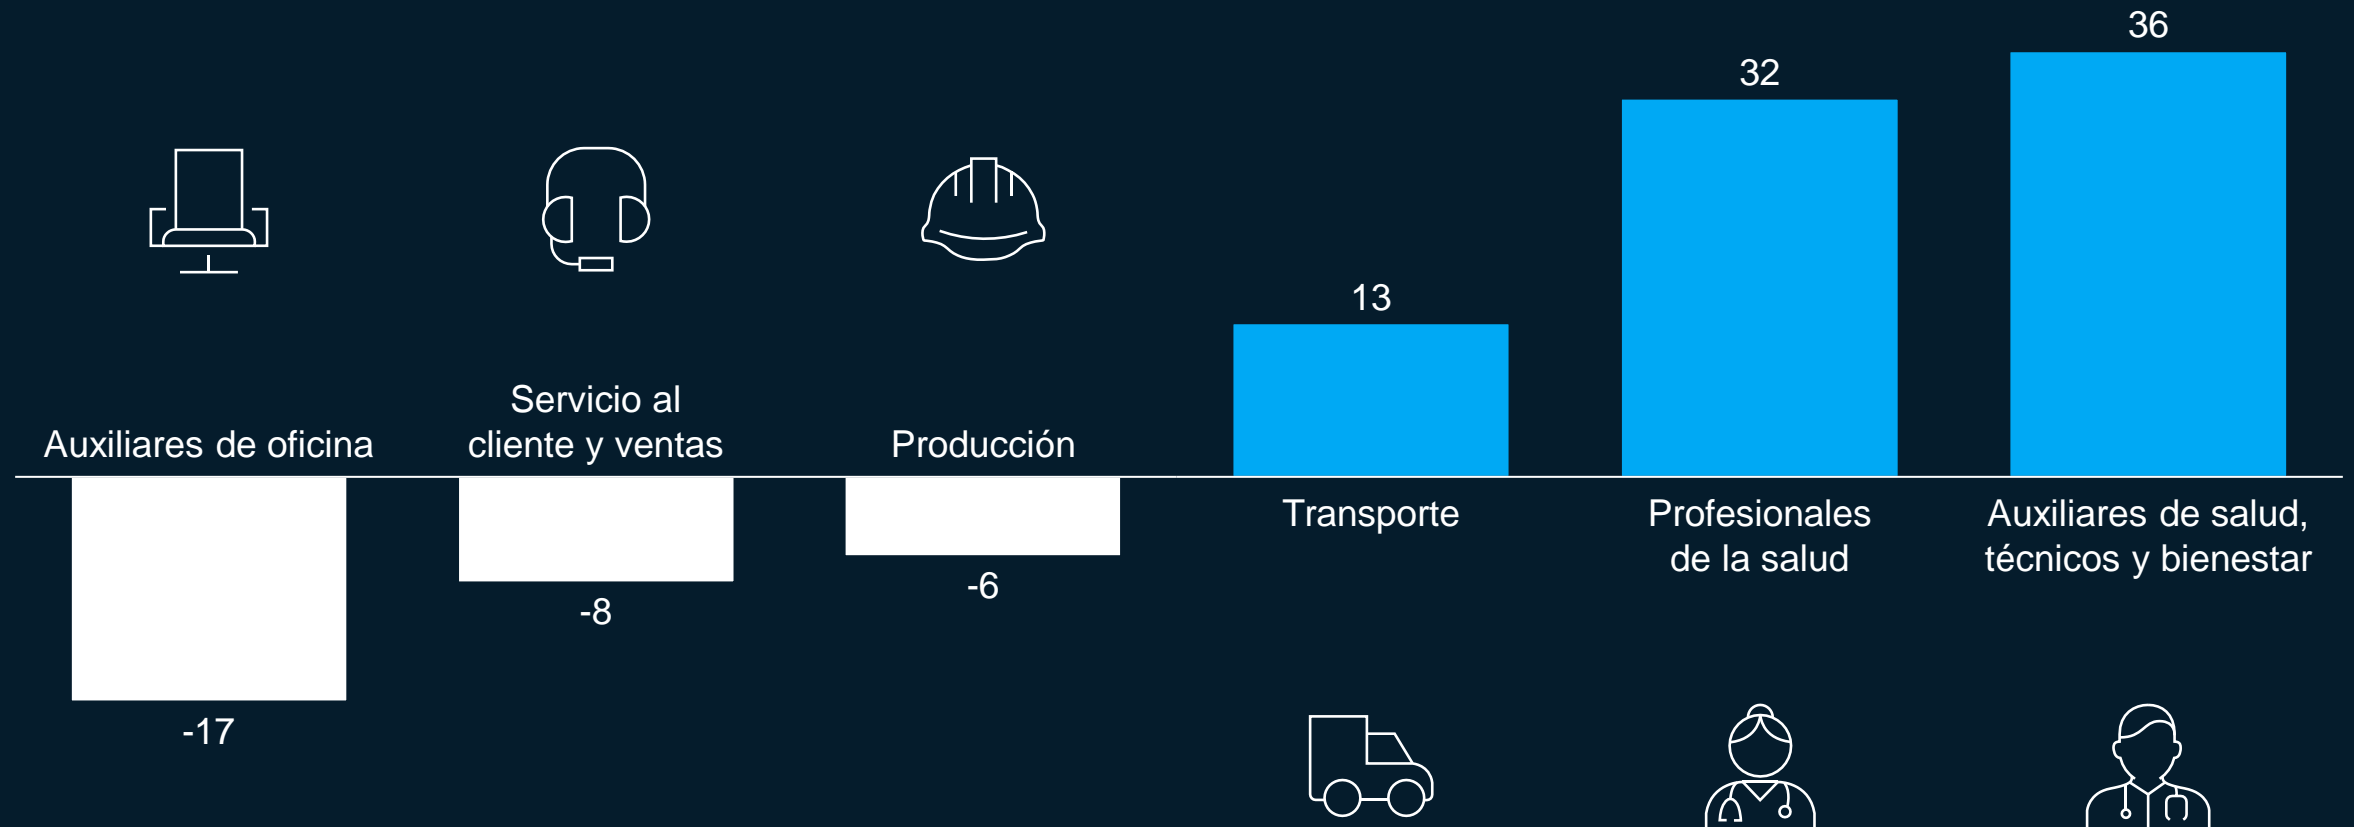 Auxiliares de oficina
-17
Servicio al
cliente y ventas
-8
Producción
-6
13
Transporte
32
Profesionales
de la salud
36
Auxiliares de salud,
técnicos y bienestar